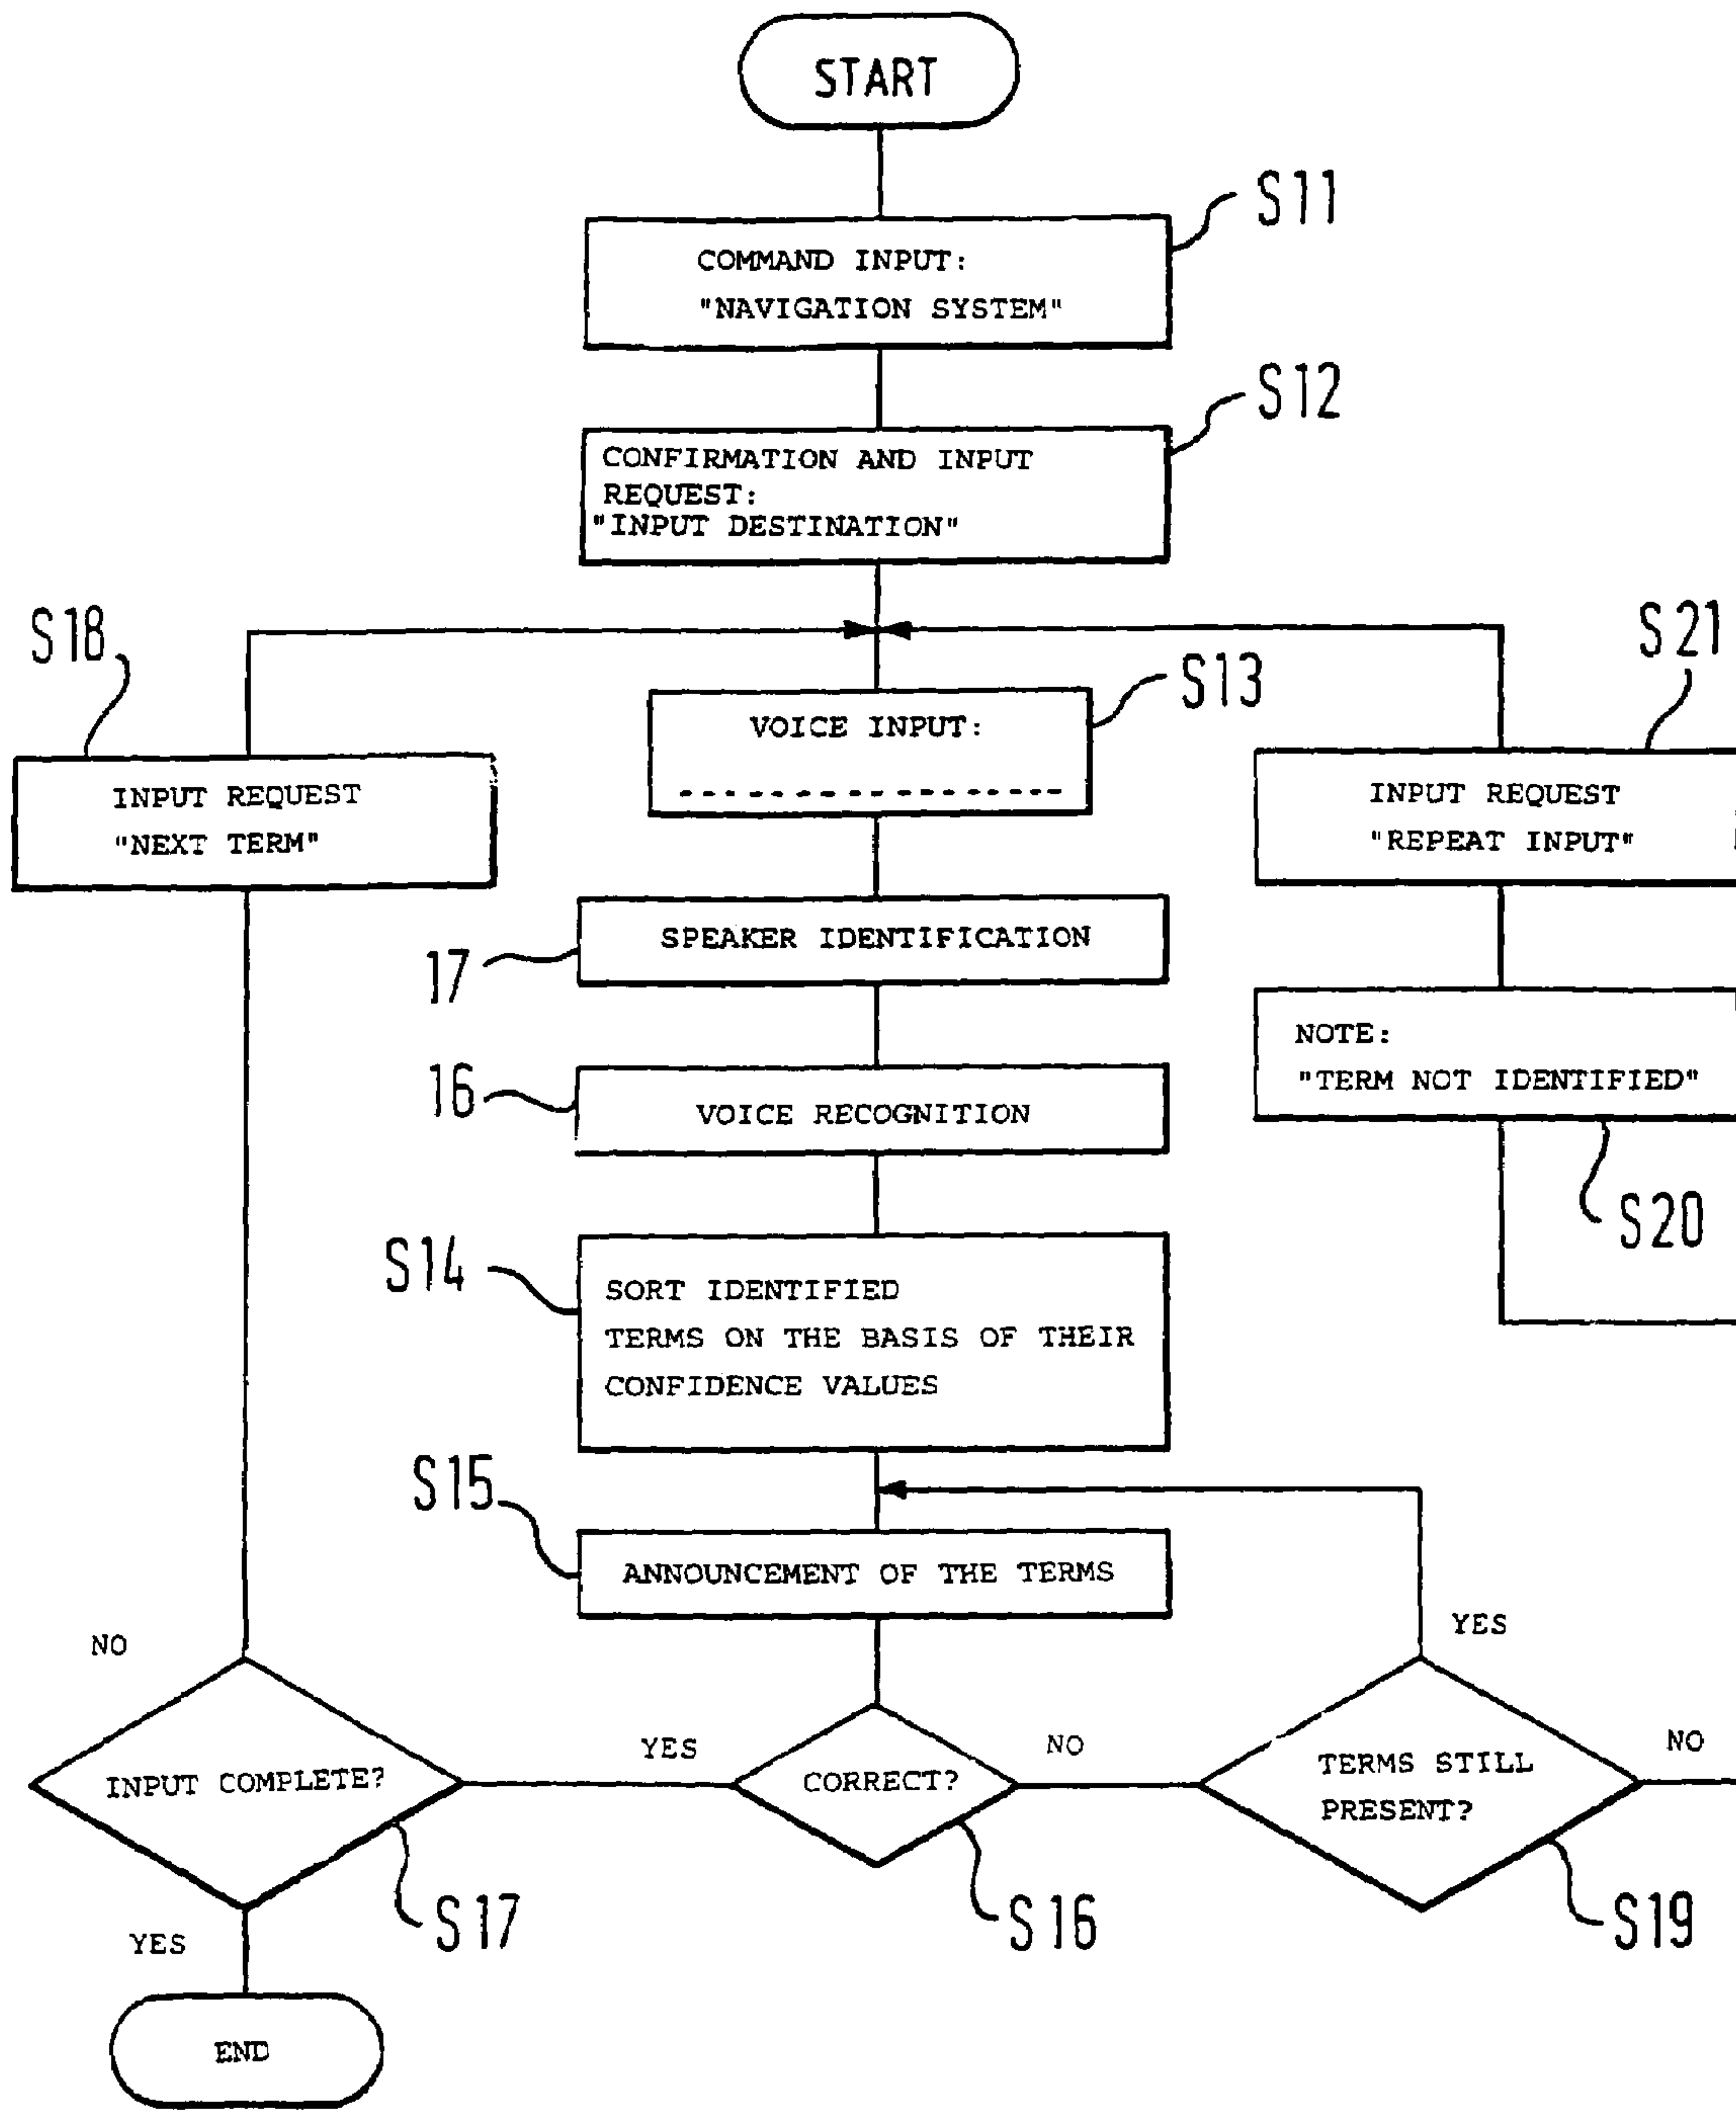 START
S11
COMMAND INPUT:
"NAVIGATION SYSTEM"
S12
CONFIRMATION AND INPUT
REQUEST:
"INPUT DESTINATION"
S18
S21
S13
VOICE INPUT:
INPUT REQUEST
"NEXT TERM"
INPUT REQUEST
"REPEAT INPUT"
SPEAKER IDENTIFICATION
17
NOTE:
"TERM NOT IDENTIFIED"
16
VOICE RECOGNITION
S20
S14
SORT IDENTIFIED
TERMS ON THE BASIS OF THEIR
CONFIDENCE VALUES
S15
ANNOUNCEMENT OF THE TERMS
NO
YES
YES
NO
NO
INPUT COMPLETE?
CORRECT?
TERMS STILL
PRESENT?
S17
S16
S19
YES
END